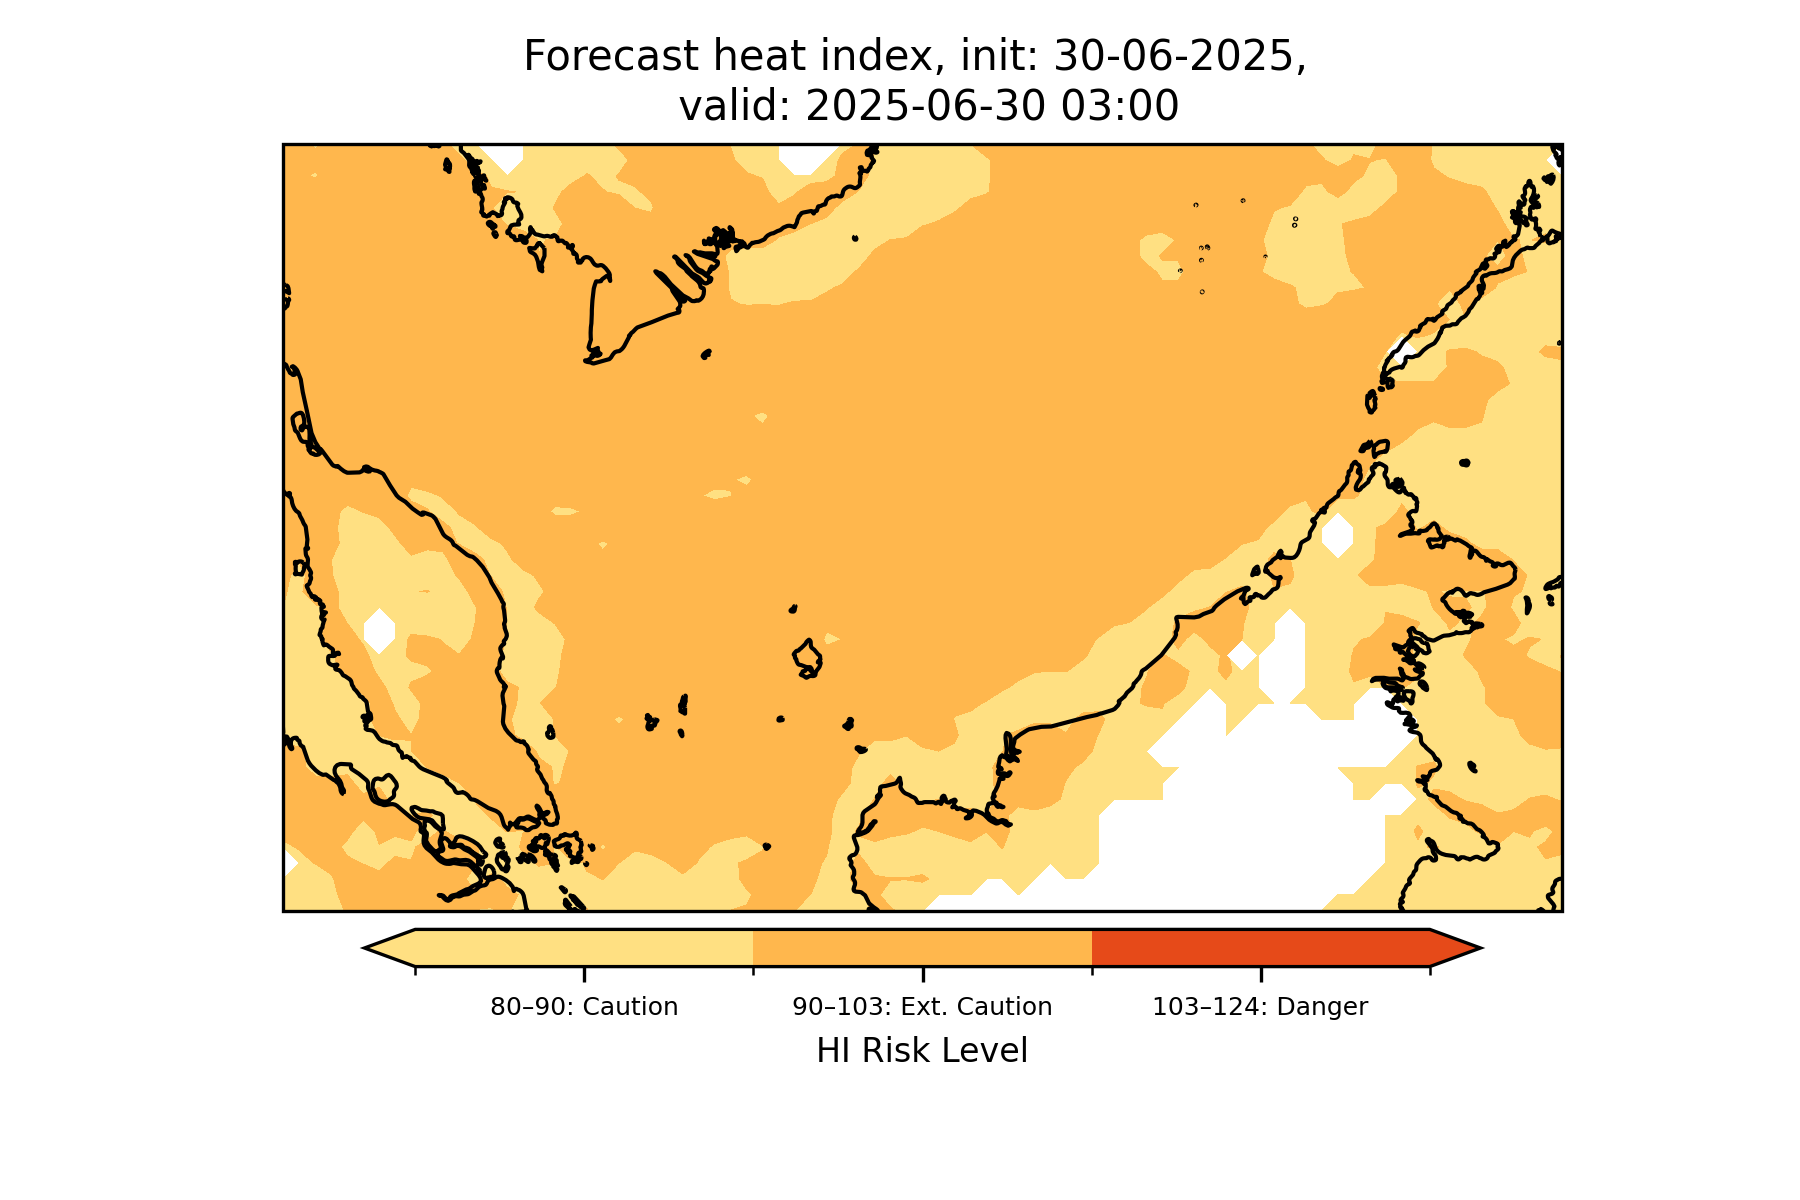 Forecast heat index, init: 30-06-2025,
valid: 2025-06-30 03:00
80–90: Caution
90–103: Ext. Caution
103–124: Danger
HI Risk Level